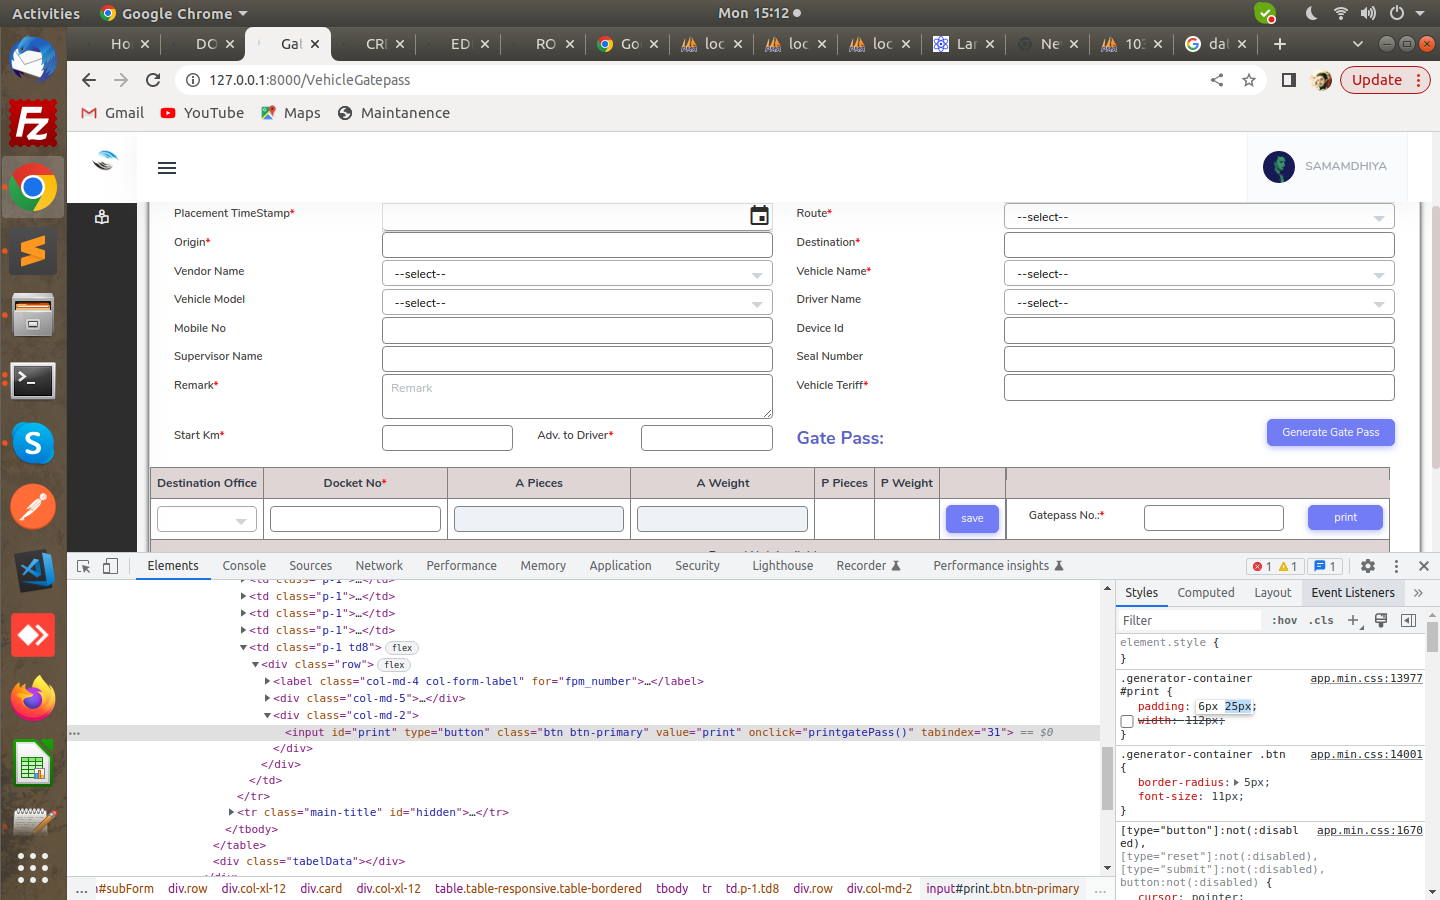 Activities Google Chrome Mon 15:12
Ho DO Gat CRE EDI RO Goo loc loc loc Lar Ne 103 dat
127.0.0.1:8000/VehicleGatepass Update
Gmail YouTube Maps Maintanence
SAMAMDHIYA
Placement TimeStamp* Route* --select--
Origin* Destination*
Vendor Name --select-- Vehicle Name* --select--
Vehicle Model --select-- Driver Name --select--
Mobile No Device Id
Supervisor Name Seal Number
Remark* Remark Vehicle Teriff*
Start Km* Adv. to Driver* Gate Pass: Generate Gate Pass
Destination Office Docket No* A Pieces A Weight P Pieces P Weight
save Gatepass No.:* print
Elements Console Sources Network Performance Memory Application Security Lighthouse Recorder Performance insights 1 1 1
<td class="p-1">…</td>
<td class="p-1">…</td>
<td class="p-1">…</td>
<td class="p-1">…</td>
<td class="p-1 td8"> flex
<div class="row"> flex
<label class="col-md-4 col-form-label" for="fpm_number">…</label>
<div class="col-md-5">…</div>
<div class="col-md-2">
<input id="print" type="button" class="btn btn-primary" value="print" onclick="printgatePass()" tabindex="31"> == $0
</div>
</div>
</td>
</tr>
<tr class="main-title" id="hidden">…</tr>
</tbody>
</table>
<div class="tabelData"></div>
… n#subForm div.row div.col-xl-12 div.card div.col-xl-12 table.table-responsive.table-bordered tbody tr td.p-1.td8 div.row div.col-md-2 input#print.btn.btn-primary …
Styles Computed Layout Event Listeners »
Filter :hov .cls
element.style {
}
.generator-container app.min.css:13977
#print {
padding: 6px 25px;
width: 112px;
}
.generator-container .btn app.min.css:14001
{
border-radius: 5px;
font-size: 11px;
}
[type="button"]:not(:disabl app.min.css:1670
ed),
[type="reset"]:not(:disabled),
[type="submit"]:not(:disabled),
button:not(:disabled) {
cursor: pointer;